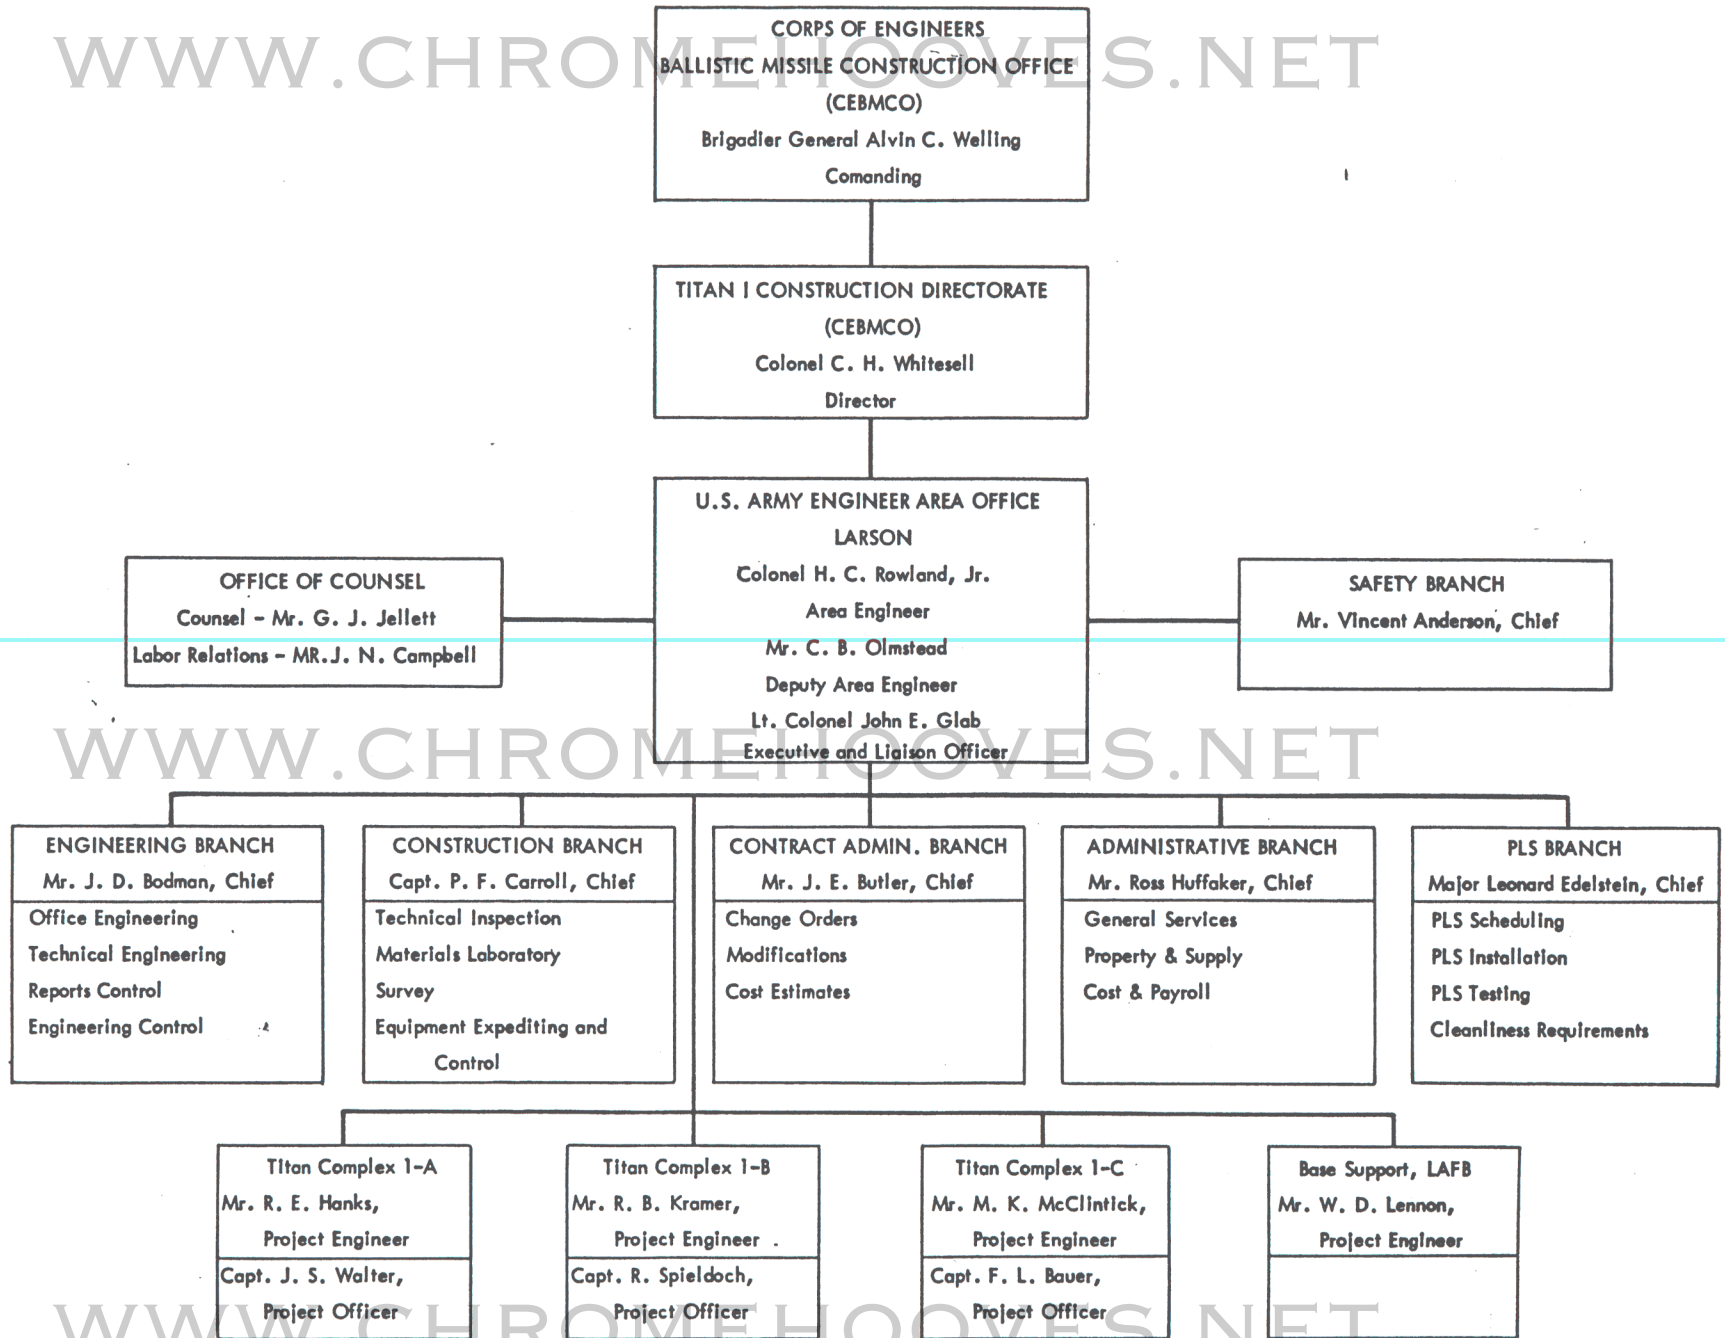 WWW.CHROMEHOOVES.NET
CORPS OF ENGINEERS
BALLISTIC MISSILE CONSTRUCTION OFFICE
(CEBMCO)
Brigadier General Alvin C. Welling
Comanding
TITAN I CONSTRUCTION DIRECTORATE
(CEBMCO)
Colonel C. H. Whitesell
Director
U.S. ARMY ENGINEER AREA OFFICE
LARSON
Colonel H. C. Rowland, Jr.
Area Engineer
Mr. C. B. Olmstead
Deputy Area Engineer
Lt. Colonel John E. Glab
Executive and Liaison Officer
OFFICE OF COUNSEL
Counsel - Mr. G. J. Jellett
Labor Relations - MR.J. N. Campbell
SAFETY BRANCH
Mr. Vincent Anderson, Chief
WWW.CHROMEHOOVES.NET
ENGINEERING BRANCH
Mr. J. D. Bodman, Chief
Office Engineering
Technical Engineering
Reports Control
Engineering Control
CONSTRUCTION BRANCH
Capt. P. F. Carroll, Chief
Technical Inspection
Materials Laboratory
Survey
Equipment Expediting and
Control
CONTRACT ADMIN. BRANCH
Mr. J. E. Butler, Chief
Change Orders
Modifications
Cost Estimates
ADMINISTRATIVE BRANCH
Mr. Ross Huffaker, Chief
General Services
Property & Supply
Cost & Payroll
PLS BRANCH
Major Leonard Edelstein, Chief
PLS Scheduling
PLS Installation
PLS Testing
Cleanliness Requirements
Titan Complex 1-A
Mr. R. E. Hanks,
Project Engineer
Capt. J. S. Walter,
Project Officer
Titan Complex 1-B
Mr. R. B. Kramer,
Project Engineer
Capt. R. Spieldoch,
Project Officer
Titan Complex 1-C
Mr. M. K. McClintick,
Project Engineer
Capt. F. L. Bauer,
Project Officer
Base Support, LAFB
Mr. W. D. Lennon,
Project Engineer
WWW.CHROMEHOOVES.NET